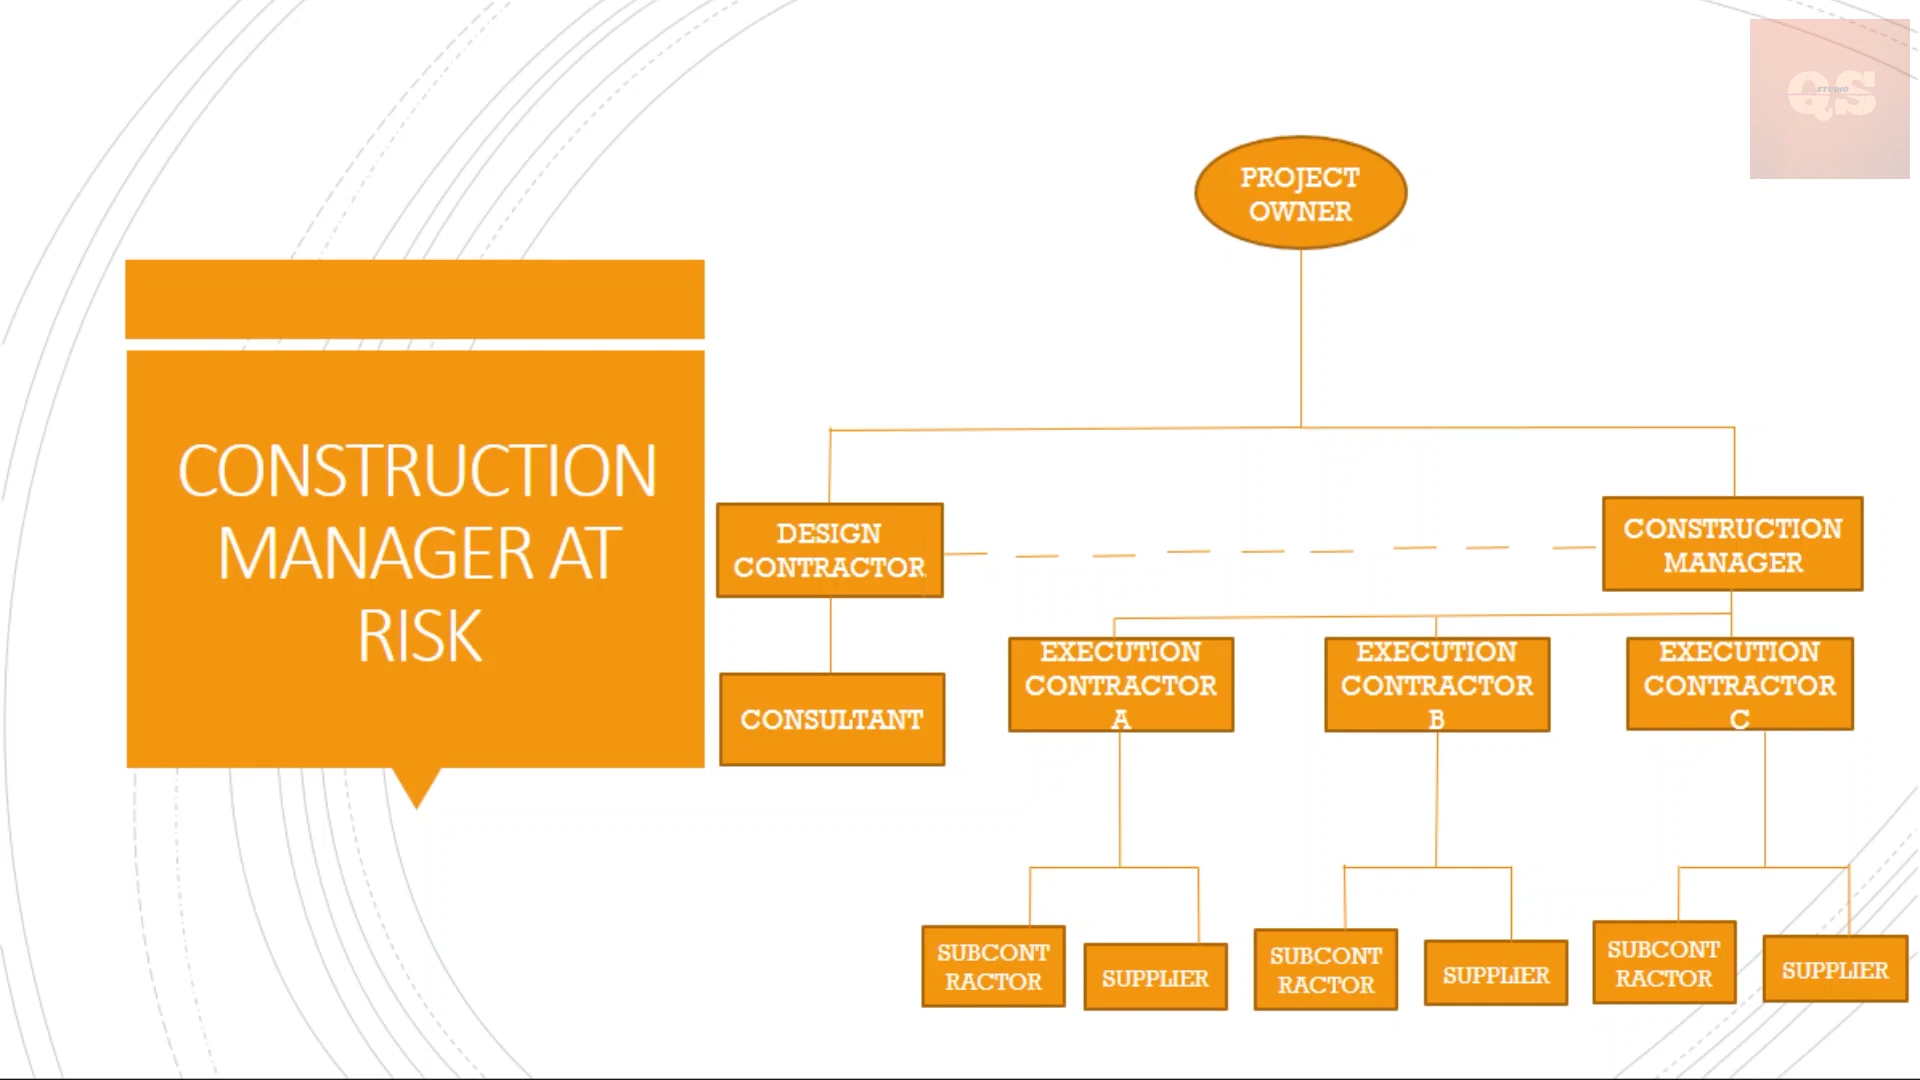 QS
STUDIO
PROJECT
OWNER
CONSTRUCTION
MANAGER AT
RISK
DESIGN
CONTRACTOR
CONSTRUCTION
MANAGER
CONSULTANT
EXECUTION
CONTRACTOR
A
EXECUTION
CONTRACTOR
B
EXECUTION
CONTRACTOR
C
SUBCONT
RACTOR
SUPPLIER
SUBCONT
RACTOR
SUPPLIER
SUBCONT
RACTOR
SUPPLIER